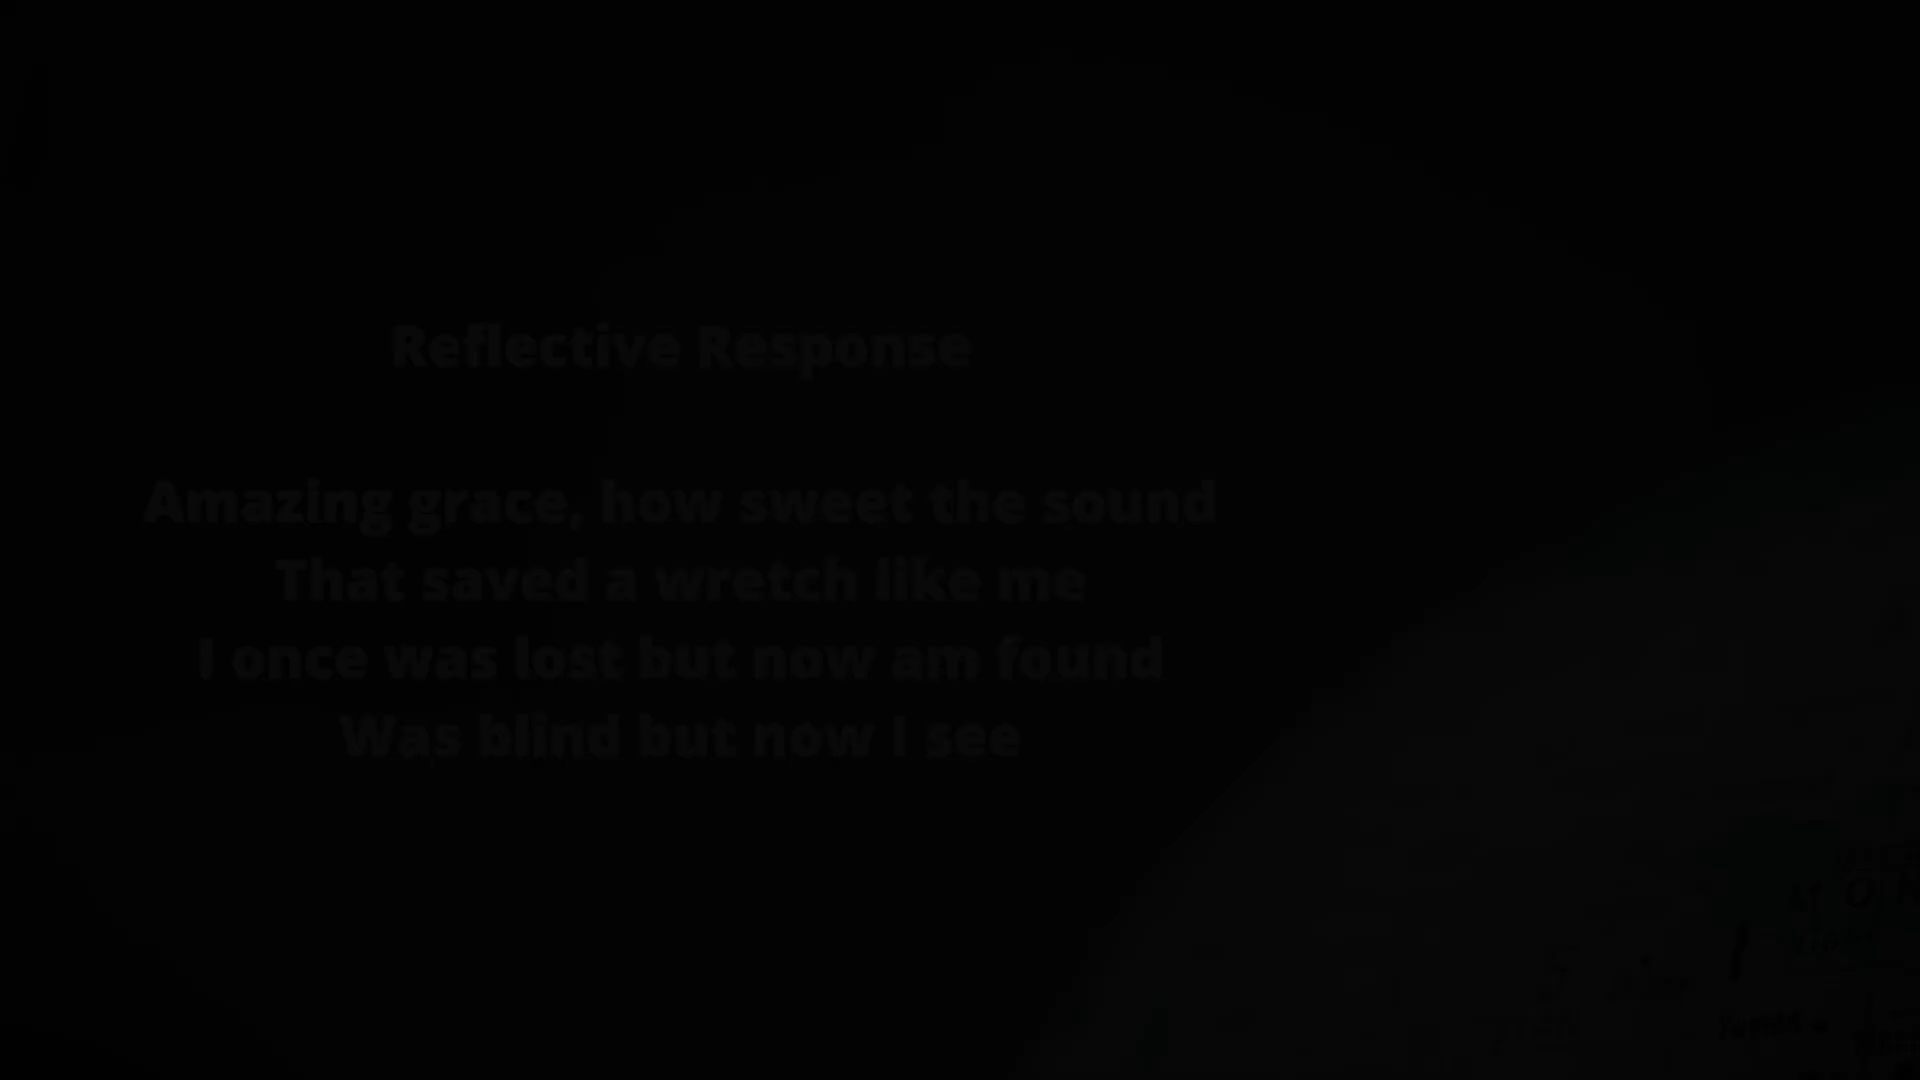 Reflective Response
Amazing grace, how sweet the sound
That saved a wretch like me
I once was lost but now am found
Was blind but now I see